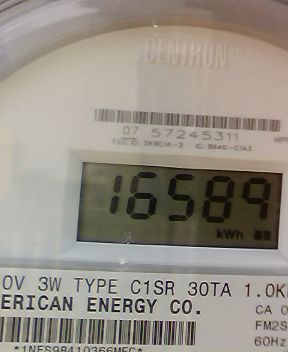 CENTRON
07 57245311
16589
kWh
0V 3W TYPE C1SR 30TA 1.0K
ERICAN ENERGY CO.
CA 0
FM2S
60Hz